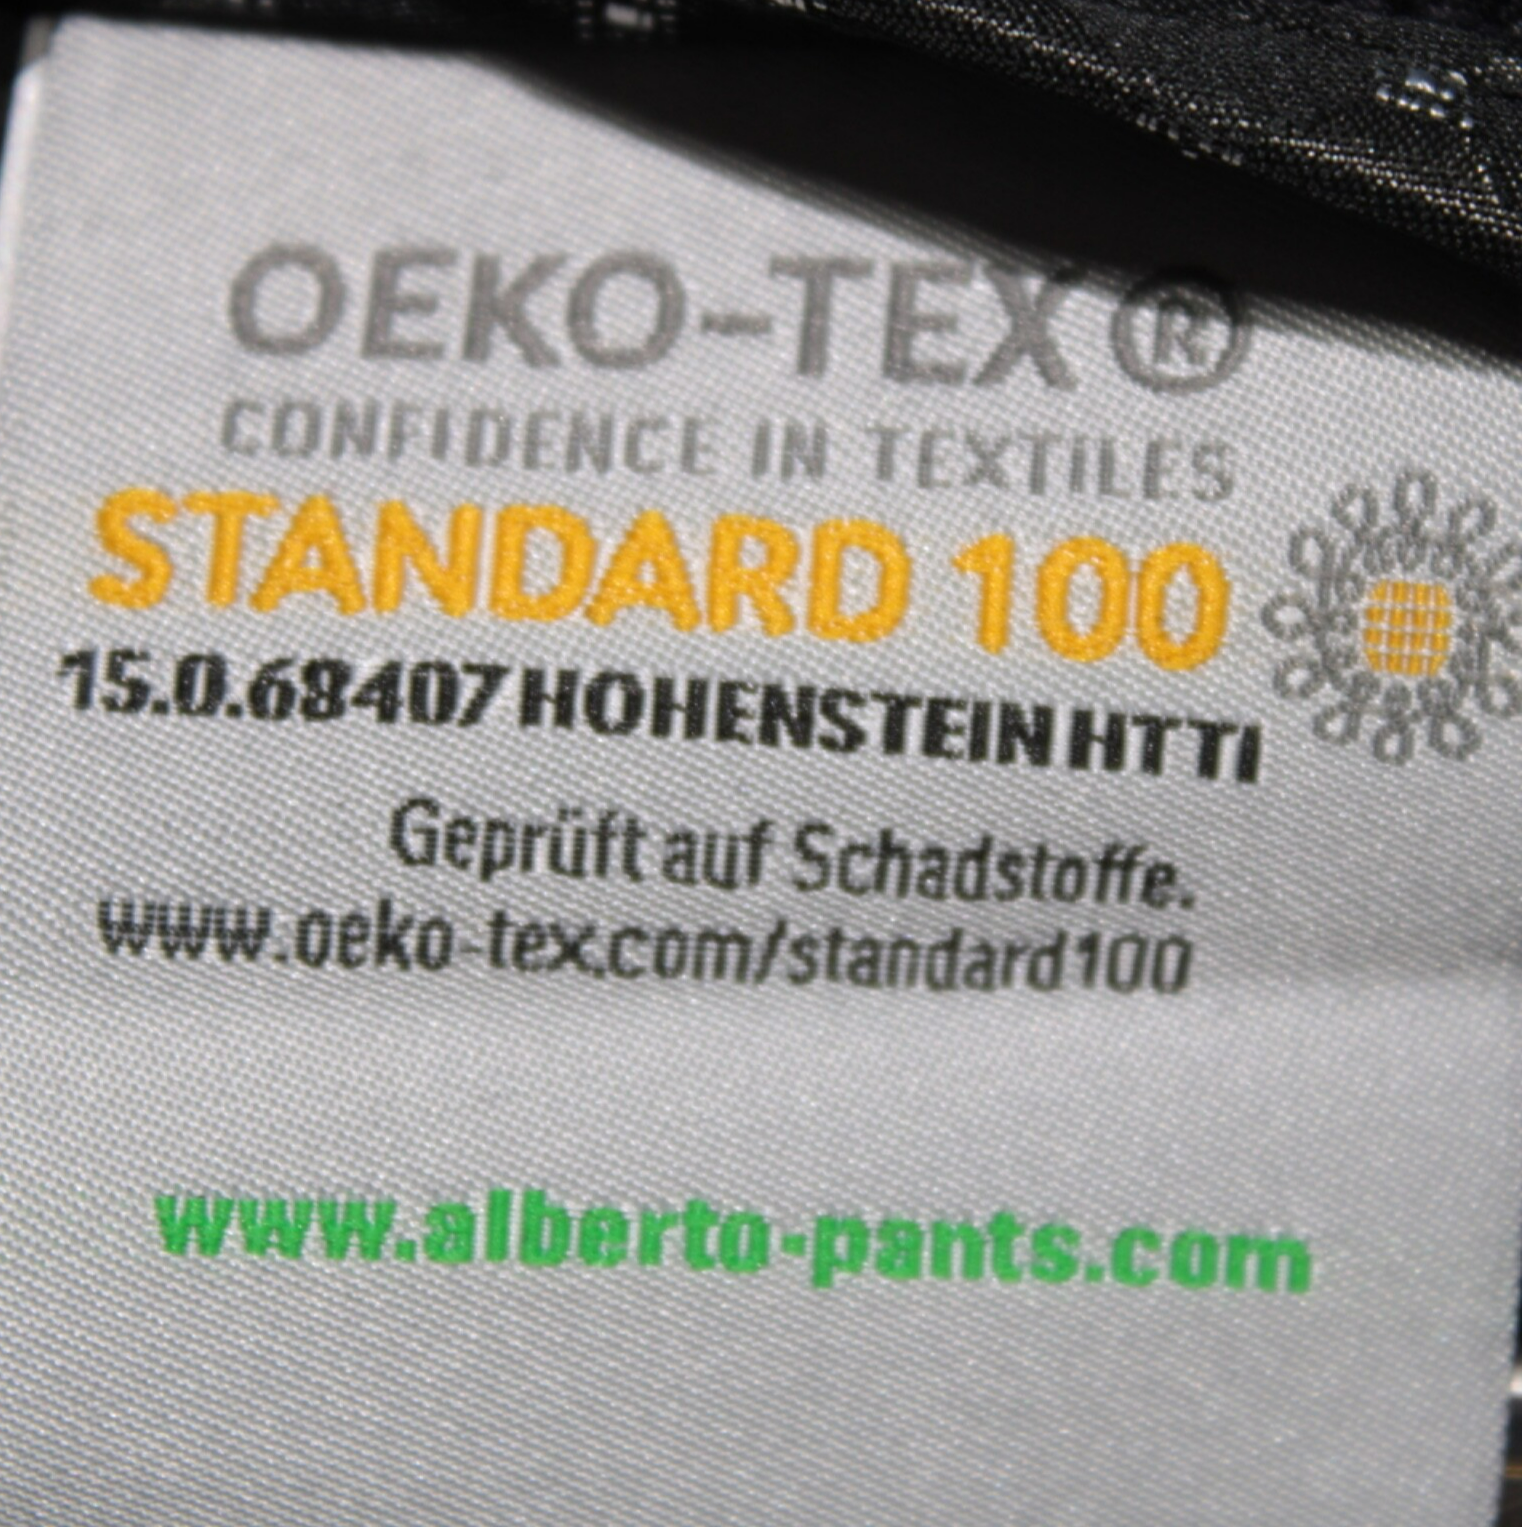 OEKO-TEX®
CONFIDENCE IN TEXTILES
STANDARD 100
15.0.68407 HOHENSTEIN HTTI
Geprüft auf Schadstoffe.
www.oeko-tex.com/standard100
www.alberto-pants.com